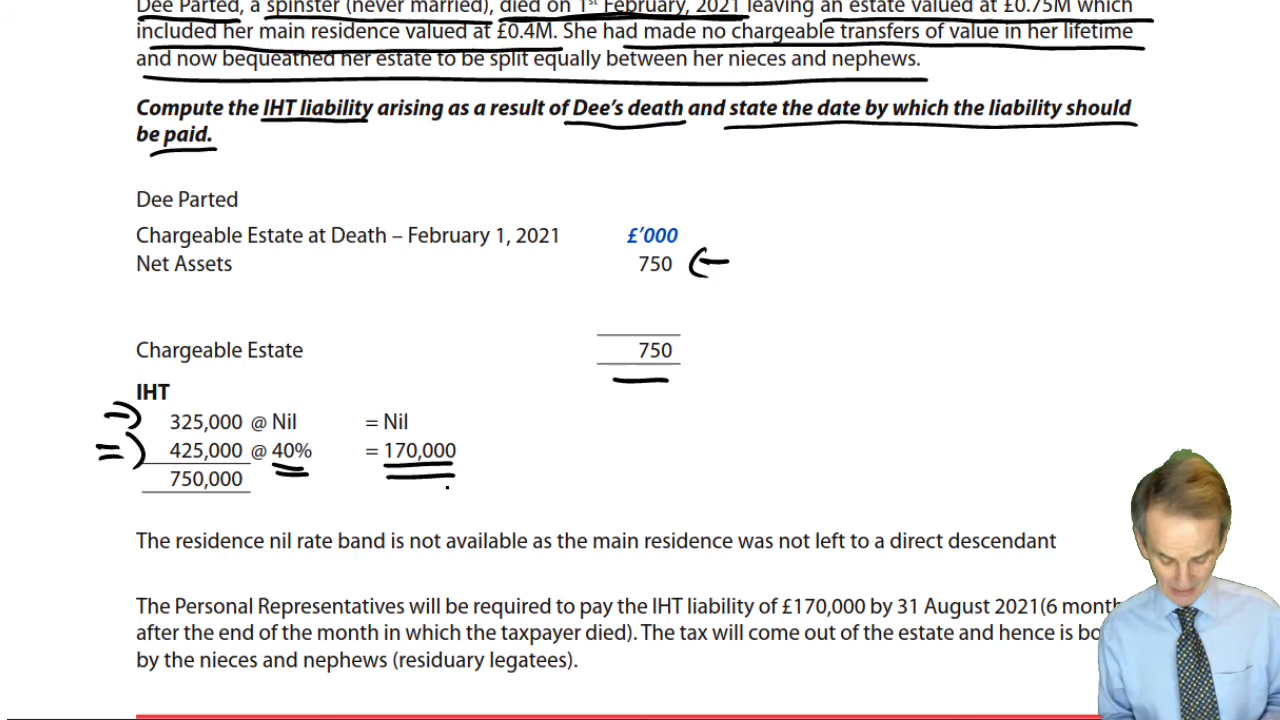 Dee Parted, a spinster (never married), died on 1st February, 2021 leaving an estate valued at £0.75M which
included her main residence valued at £0.4M. She had made no chargeable transfers of value in her lifetime
and now bequeathed her estate to be split equally between her nieces and nephews.
Compute the IHT liability arising as a result of Dee's death and state the date by which the liability should
be paid.
Dee Parted
Chargeable Estate at Death – February 1, 2021 £'000
Net Assets 750
Chargeable Estate 750
IHT
325,000 @ Nil = Nil
425,000 @ 40% = 170,000
750,000
The residence nil rate band is not available as the main residence was not left to a direct descendant
The Personal Representatives will be required to pay the IHT liability of £170,000 by 31 August 2021(6 month
after the end of the month in which the taxpayer died). The tax will come out of the estate and hence is bo
by the nieces and nephews (residuary legatees).